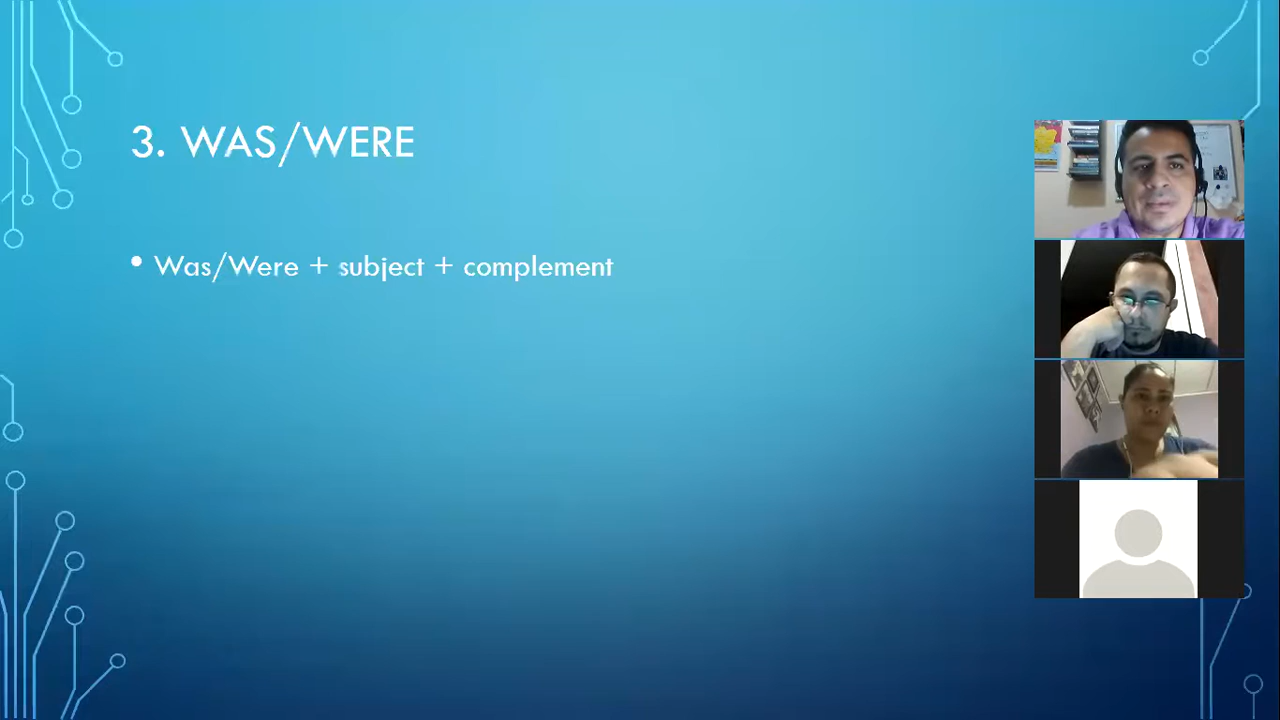 3. WAS/WERE
• Was/Were + subject + complement